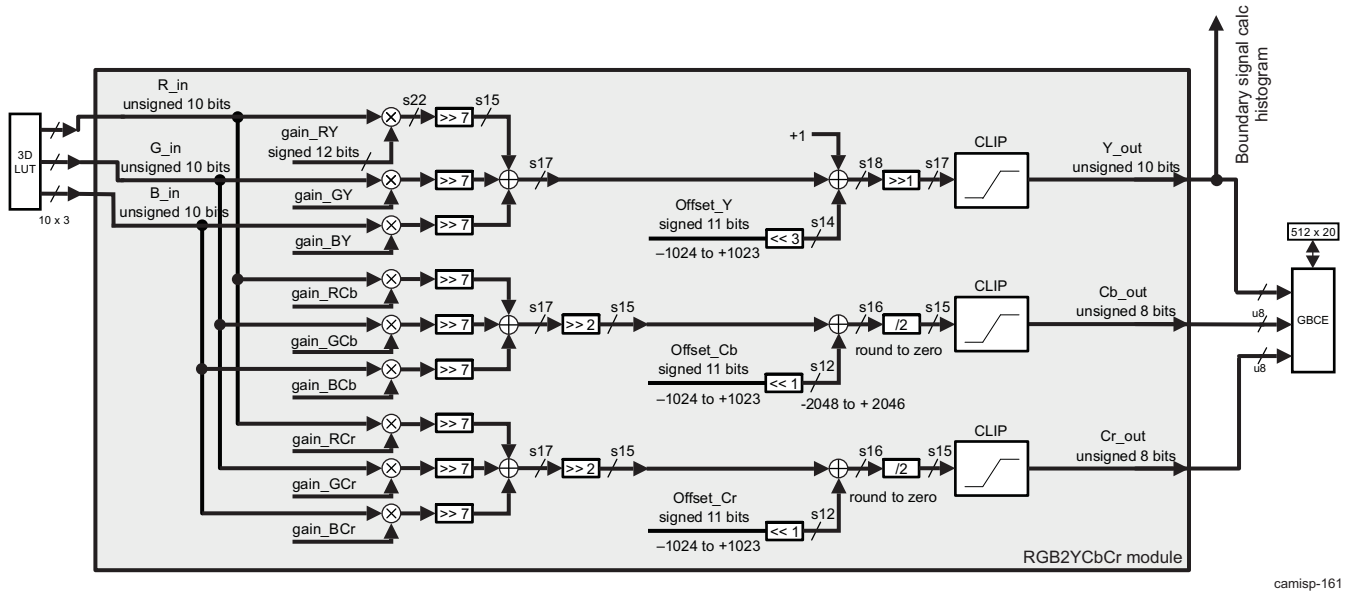 Boundary signal calc
histogram
R_in
unsigned 10 bits
s22
>> 7
s15
gain_RY
signed 12 bits
+1
3D
LUT
G_in
unsigned 10 bits
>> 7
s17
s18
>>1
s17
CLIP
Y_out
unsigned 10 bits
gain_GY
B_in
unsigned 10 bits
10 x 3
>> 7
gain_BY
Offset_Y
signed 11 bits
<< 3
s14
–1024 to +1023
512 x 20
>> 7
gain_RCb
s17
>> 7
>> 2
s15
s16
/2
s15
round to zero
CLIP
Cb_out
unsigned 8 bits
u8
GBCE
u8
gain_GCb
>> 7
gain_BCb
Offset_Cb
signed 11 bits
<< 1
s12
–1024 to +1023
-2048 to + 2046
>> 7
gain_RCr
s17
>> 7
>> 2
s15
s16
/2
s15
round to zero
CLIP
Cr_out
unsigned 8 bits
gain_GCr
>> 7
gain_BCr
Offset_Cr
signed 11 bits
<< 1
s12
–1024 to +1023
RGB2YCbCr module
camisp-161